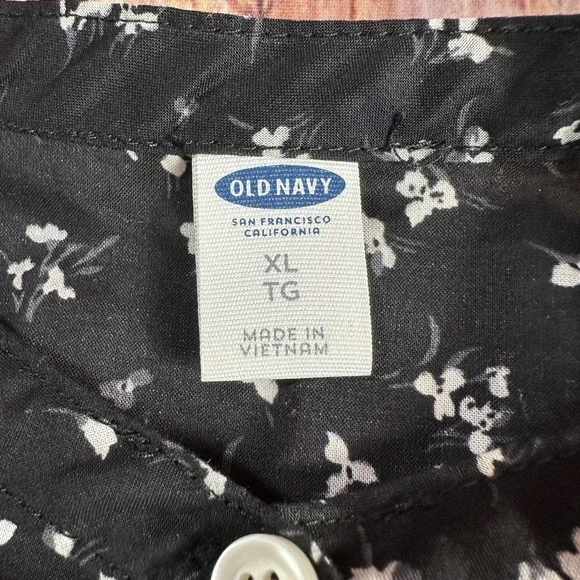 OLD NAVY
SAN FRANCISCO
CALIFORNIA
XL
TG
MADE IN
VIETNAM